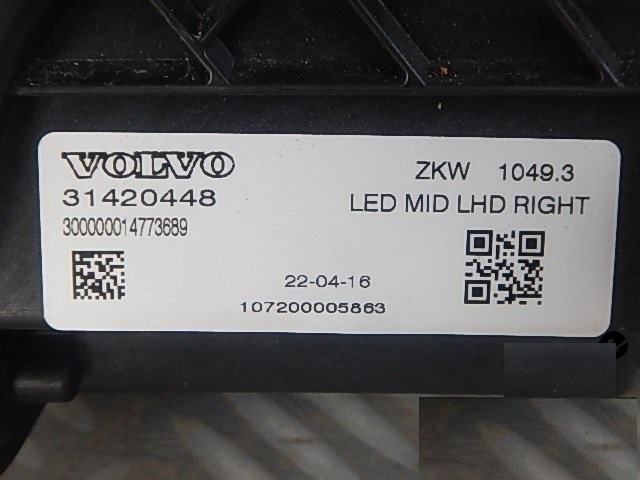 VOLVO
31420448
300000014773689
ZKW 1049.3
LED MID LHD RIGHT
22-04-16
107200005863